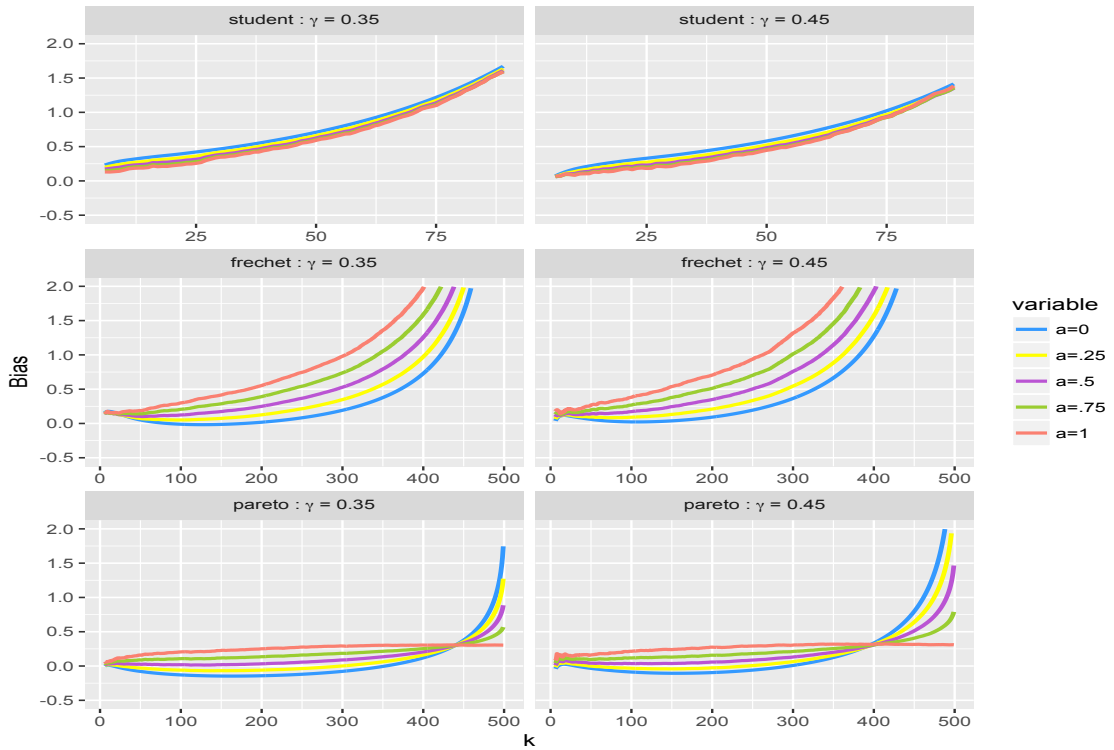 student : γ = 0.35
student : γ = 0.45
2.0
1.5
1.0
0.5
0.0
-0.5
25 50 75
25 50 75
frechet : γ = 0.35
frechet : γ = 0.45
2.0
1.5
1.0
0.5
0.0
-0.5
0 100 200 300 400 500
0 100 200 300 400 500
pareto : γ = 0.35
pareto : γ = 0.45
2.0
1.5
1.0
0.5
0.0
-0.5
0 100 200 300 400 500
0 100 200 300 400 500
Bias
k
variable
a=0
a=.25
a=.5
a=.75
a=1